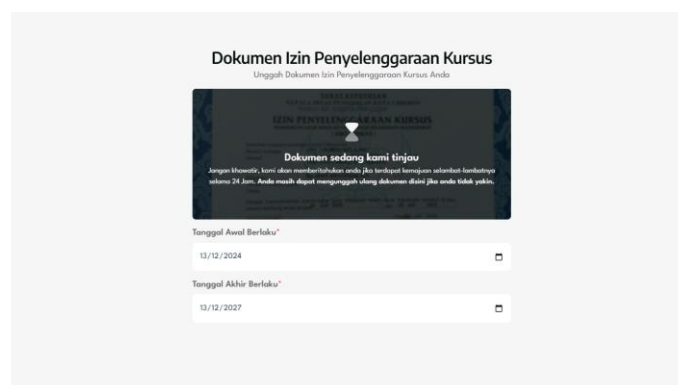 Dokumen Izin Penyelenggaraan Kursus
Unggah Dokumen Izin Penyelenggaraan Kursus Anda
IZIN PENYELENGGARAAN KURSUS
Dokumen sedang kami tinjau
Jangan khawatir, kami akan memberitahukan anda jika terdapat kemajuan selambat-lambatnya
selama 24 Jam. Anda masih dapat mengunggah ulang dokumen disini jika anda tidak yakin.
Tanggal Awal Berlaku*
13/12/2024
Tanggal Akhir Berlaku*
13/12/2027